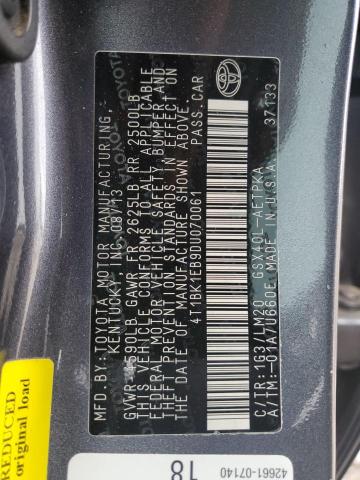 MFD. BY: TOYOTA MOTOR MANUFACTURING
KENTUCKY, INC 08/13
GVWR 4590LB GAWR FR 2625LB RR 2500LB
THIS VEHICLE CONFORMS TO ALL APPLICABLE
FEDERAL MOTOR VEHICLE SAFETY, BUMPER, AND
THEFT PREVENTION STANDARDS IN EFFECT ON
THE DATE OF MANUFACTURE SHOWN ABOVE.
4T1BK1EB9DU070061 PASS.CAR
C/TR:1G3/LM20 GSX40L-AETPKA
A/TM:-01A/U660E MADE IN U.S.A. 37133
TOYOTA
REDUCED
original load
42661-07140
18